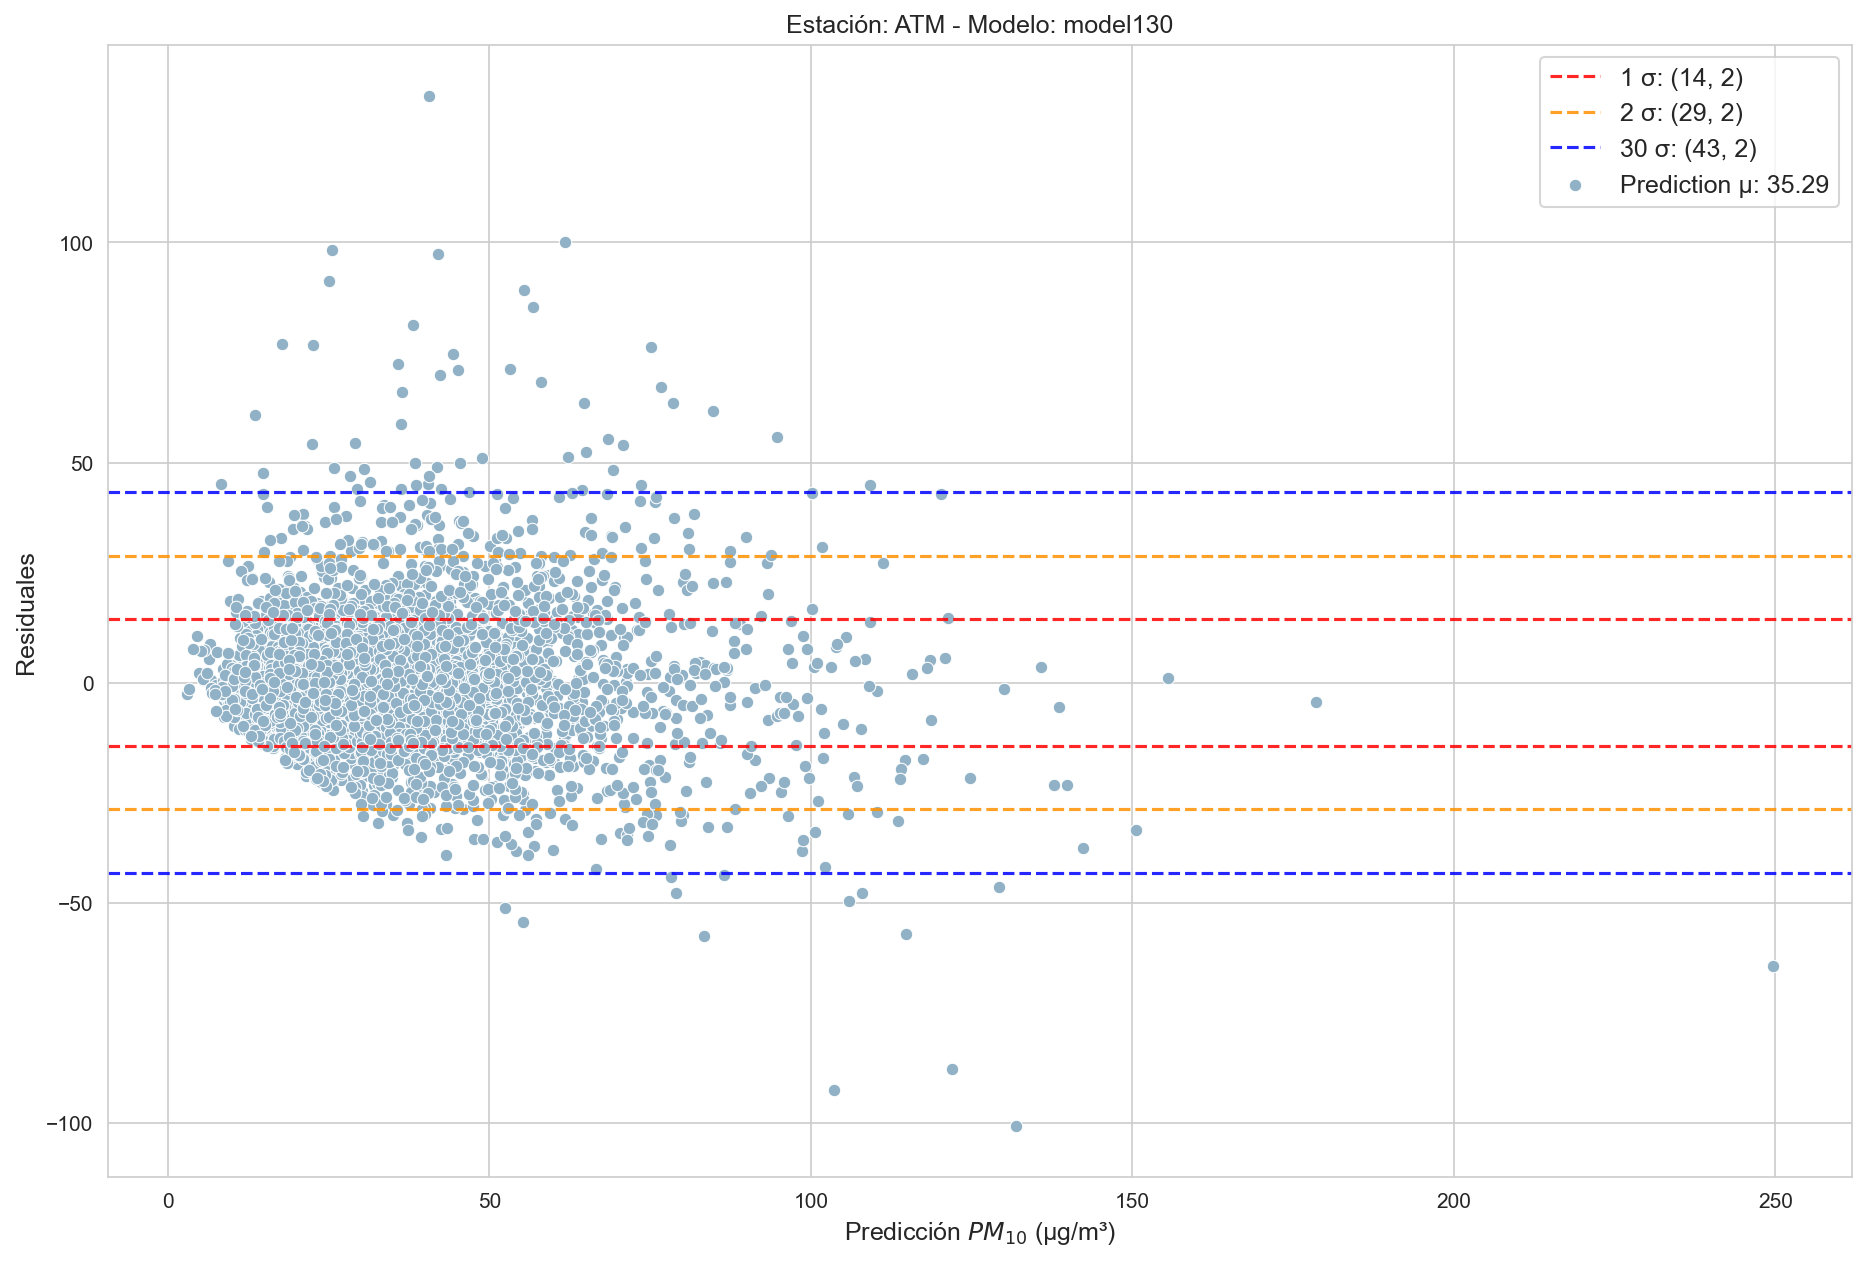 Estación: ATM - Modelo: model130
1 σ: (14, 2)
2 σ: (29, 2)
30 σ: (43, 2)
Prediction μ: 35.29
Residuales
100
50
0
−50
−100
0 50 100 150 200 250
Predicción PM₁₀ (μg/m³)